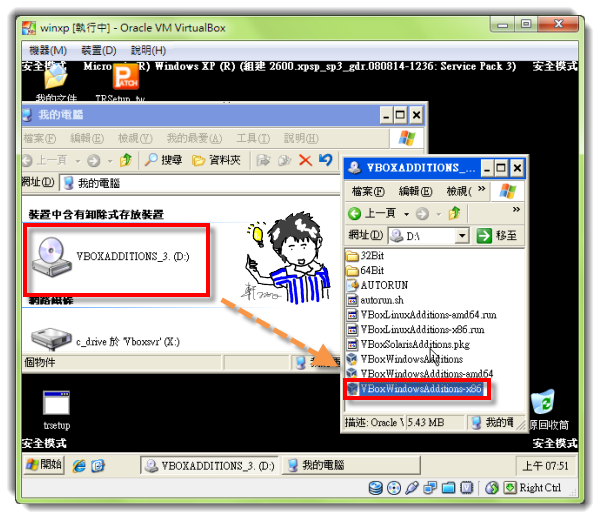 winxp [執行中] - Oracle VM VirtualBox
機器(M) 裝置(D) 說明(H)
安全模式 Micro R) Windows XP (R) (組建 2600.xpsp_sp3_gdr.080814-1236: Service Pack 3) 安全模式
PATCH
我的文件 TRSetup_tw
我的電腦
檔案(F) 編輯(E) 檢視(V) 我的最愛(A) 工具(T) 說明(H)
上一頁 搜尋 資料夾
網址(D) 我的電腦
裝置中含有卸除式存放裝置
VBOXADDITIONS_3. (D:)
網路磁碟
c_drive 於 'Vboxsvr' (X:)
個物件
VBOXADDITIONS_...
檔案(F) 編輯(E) 檢視( »
上一頁 »
網址(D) D:\ 移至
32Bit
64Bit
AUTORUN
autorun.sh
VBoxLinuxAdditions-amd64.run
VBoxLinuxAdditions-x86.run
VBoxSolarisAdditions.pkg
VBoxWindowsAdditions
VBoxWindowsAdditions-amd64
VBoxWindowsAdditions-x86
描述: Oracle 5.43 MB 我的電
trsetup
資源回收筒
安全模式 安全模式
開始 VBOXADDITIONS_3. (D:) 我的電腦 上午 07:51
Right Ctrl